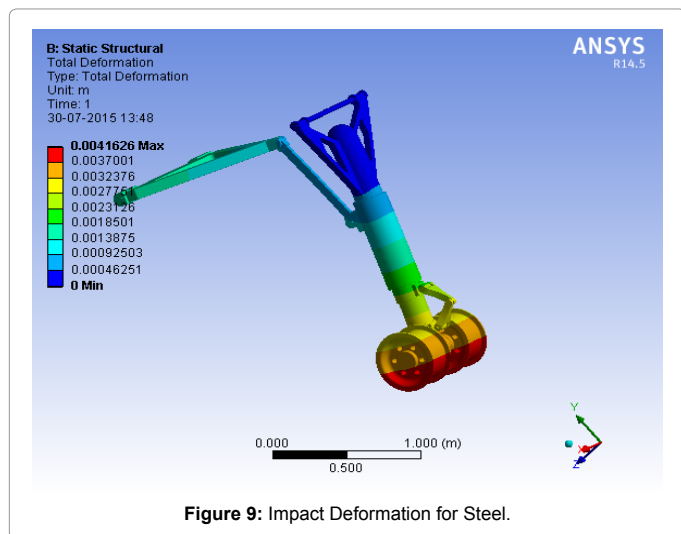 B: Static Structural
Total Deformation
Type: Total Deformation
Unit: m
Time: 1
30-07-2015 13:48
ANSYS
R14.5
0.0041626 Max
0.0037001
0.0032376
0.0027751
0.0023126
0.0018501
0.0013875
0.00092503
0.00046251
0 Min
0.000
1.000 (m)
0.500
Y
X
Z
Figure 9: Impact Deformation for Steel.